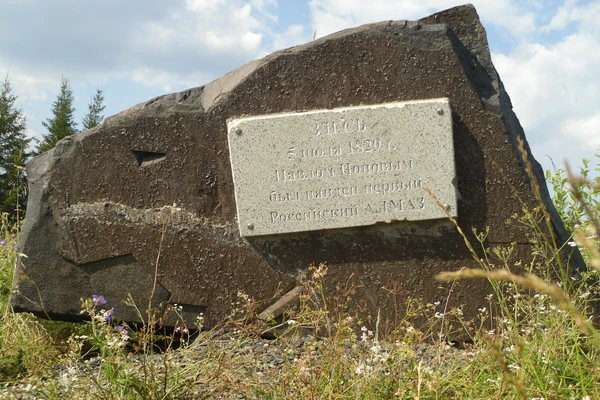 ЗДЕСЬ
5 июля 1829 г.
Павлом Поповым
был найден первый
Российский АЛМАЗ